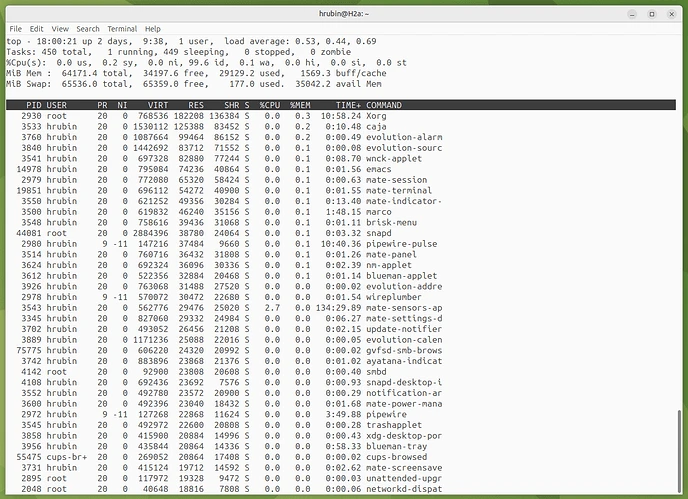 hrubin@H2a: ~
File Edit View Search Terminal Help
top - 18:00:21 up 2 days,  9:38,  1 user,  load average: 0.53, 0.44, 0.69
Tasks: 450 total,   1 running, 449 sleeping,   0 stopped,   0 zombie
%Cpu(s):  0.0 us,  0.2 sy,  0.0 ni, 99.6 id,  0.1 wa,  0.0 hi,  0.0 si,  0.0 st
MiB Mem :  64171.4 total,  34197.6 free,  29129.2 used,   1569.3 buff/cache
MiB Swap:  65536.0 total,  65359.0 free,    177.0 used.  35042.2 avail Mem
PID USER PR NI VIRT RES SHR S %CPU %MEM TIME+ COMMAND
2930 root 20 0 768536 182208 136384 S 0.0 0.3 10:58.24 Xorg
3533 hrubin 20 0 1530112 125388 83452 S 0.0 0.2 0:10.48 caja
3760 hrubin 20 0 1087664 99464 86152 S 0.0 0.2 0:00.49 evolution-alarm
3840 hrubin 20 0 1442692 83712 71552 S 0.0 0.1 0:00.08 evolution-sourc
3541 hrubin 20 0 697328 82880 77244 S 0.0 0.1 0:08.70 wnck-applet
14978 hrubin 20 0 795084 74236 40864 S 0.0 0.1 0:01.56 emacs
2979 hrubin 20 0 772080 65320 58424 S 0.0 0.1 0:00.63 mate-session
19851 hrubin 20 0 696112 54272 40900 S 0.0 0.1 0:01.55 mate-terminal
3550 hrubin 20 0 621252 49356 30284 S 0.0 0.1 0:13.40 mate-indicator-
3500 hrubin 20 0 619832 46240 35156 S 0.0 0.1 1:48.15 marco
3548 hrubin 20 0 758616 39436 31068 S 0.0 0.1 0:01.11 brisk-menu
44081 root 20 0 2884396 38780 24064 S 0.0 0.1 0:03.32 snapd
2980 hrubin 9 -11 147216 37484 9660 S 0.0 0.1 10:40.36 pipewire-pulse
3514 hrubin 20 0 760716 36432 31808 S 0.0 0.1 0:01.26 mate-panel
3624 hrubin 20 0 692324 36096 30336 S 0.0 0.1 0:02.39 nm-applet
3612 hrubin 20 0 522356 32884 20468 S 0.0 0.1 0:01.14 blueman-applet
3926 hrubin 20 0 763068 31488 27520 S 0.0 0.0 0:00.02 evolution-addre
2978 hrubin 9 -11 570072 30472 22680 S 0.0 0.0 0:01.54 wireplumber
3543 hrubin 20 0 562776 29476 25020 S 2.7 0.0 134:29.89 mate-sensors-ap
3345 hrubin 20 0 827060 29332 24984 S 0.0 0.0 0:06.27 mate-settings-d
3702 hrubin 20 0 493052 26456 21208 S 0.0 0.0 0:02.15 update-notifier
3889 hrubin 20 0 1171236 25088 22016 S 0.0 0.0 0:00.05 evolution-calen
75775 hrubin 20 0 606220 24320 20992 S 0.0 0.0 0:00.02 gvfsd-smb-brows
3742 hrubin 20 0 883896 23868 21376 S 0.0 0.0 0:01.02 ayatana-indicat
4142 root 20 0 92900 23808 20608 S 0.0 0.0 0:00.40 smbd
4108 hrubin 20 0 692436 23692 7576 S 0.0 0.0 0:00.93 snapd-desktop-i
3552 hrubin 20 0 492780 23572 20900 S 0.0 0.0 0:00.29 notification-ar
3600 hrubin 20 0 492396 23040 18432 S 0.0 0.0 0:01.68 mate-power-mana
2972 hrubin 9 -11 127268 22868 11624 S 0.0 0.0 3:49.88 pipewire
3545 hrubin 20 0 492972 22600 20808 S 0.0 0.0 0:00.28 trashapplet
3858 hrubin 20 0 415900 20884 14996 S 0.0 0.0 0:00.43 xdg-desktop-por
3956 hrubin 20 0 435844 20864 14336 S 0.0 0.0 0:58.33 blueman-tray
55475 cups-br+ 20 0 269052 20864 17408 S 0.0 0.0 0:00.02 cups-browsed
3731 hrubin 20 0 415124 19712 14592 S 0.0 0.0 0:02.62 mate-screensave
2895 root 20 0 117972 19328 9472 S 0.0 0.0 0:00.03 unattended-upgr
2048 root 20 0 40648 18816 7808 S 0.0 0.0 0:00.06 networkd-dispat